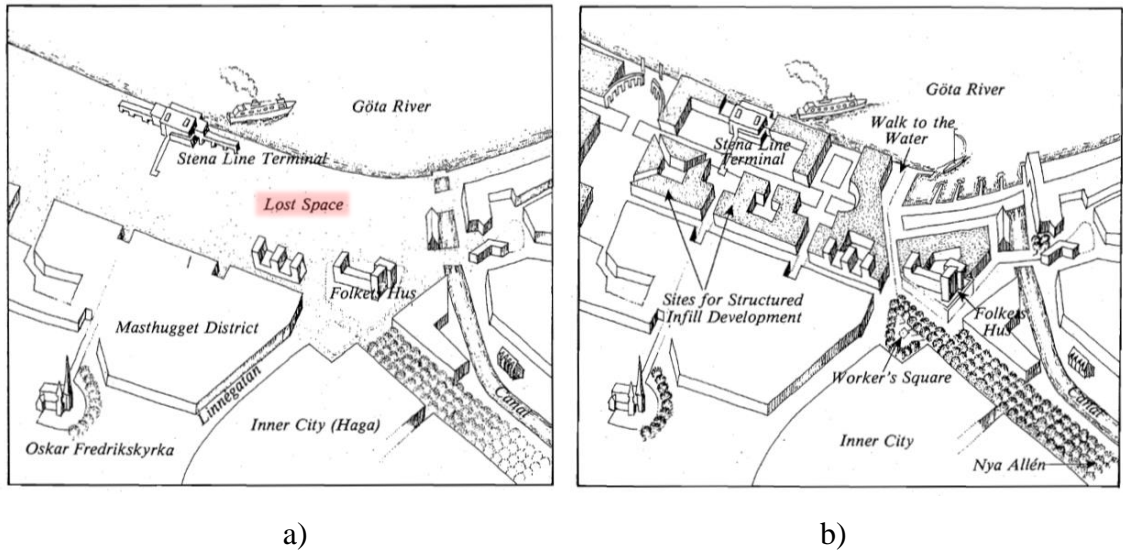 Göta River
Stena Line Terminal
Lost Space
Folkets Hus
Masthugget District
Linnégatan
Inner City (Haga)
Canal
Oskar Fredrikskyrka
a)
Göta River
Walk to the
Water
Stena Line
Terminal
Sites for Structured
Infill Development
Folkets
Hus
Worker's Square
Canal
Inner City
Nya Allén
b)